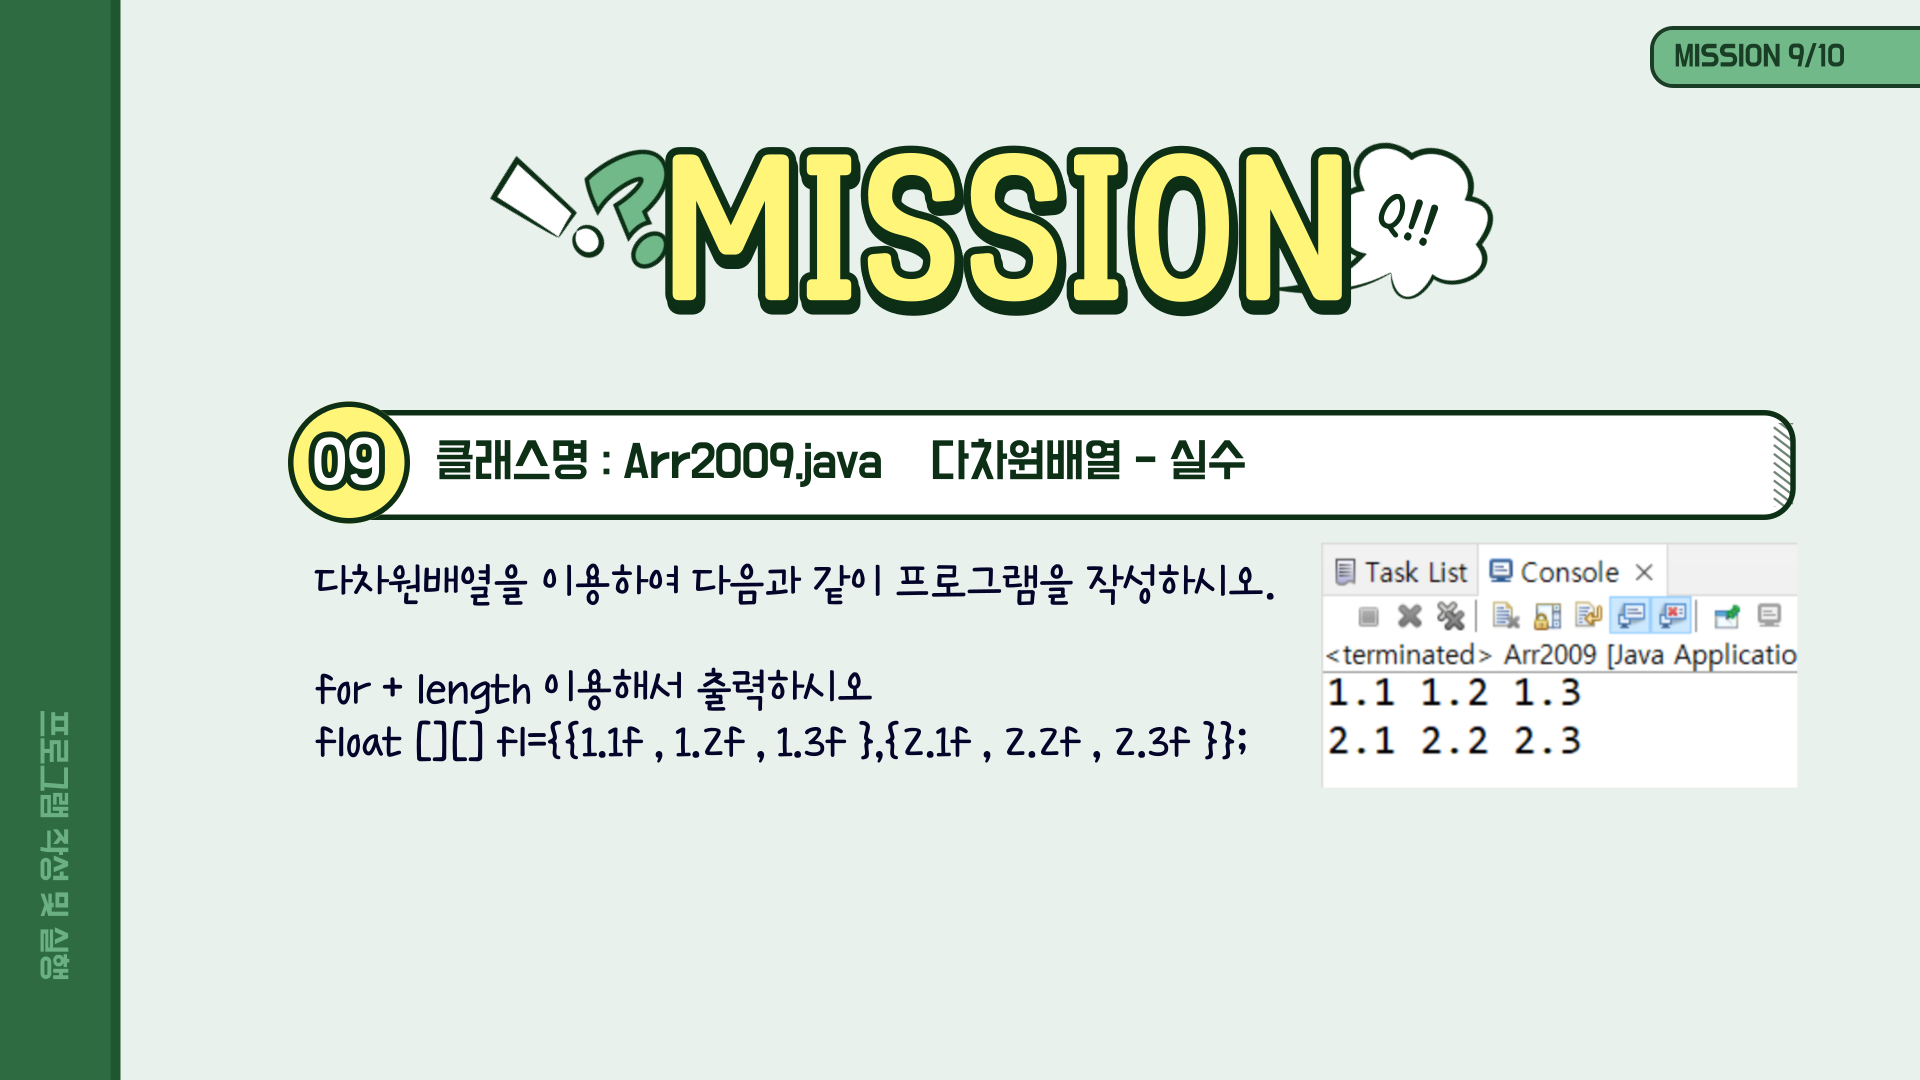 MISSION 9/10
MISSION
Q!!
09
클래스명 : Arr2009.java 다차원배열 - 실수
다차원배열을 이용하여 다음과 같이 프로그램을 작성하시오.
for + length 이용해서 출력하시오
float [][] fl={{1.1f , 1.2f , 1.3f },{2.1f , 2.2f , 2.3f }};
Task List Console
<terminated> Arr2009 [Java Applicatio
1.1 1.2 1.3
2.1 2.2 2.3
프로그램 작성 및 실행